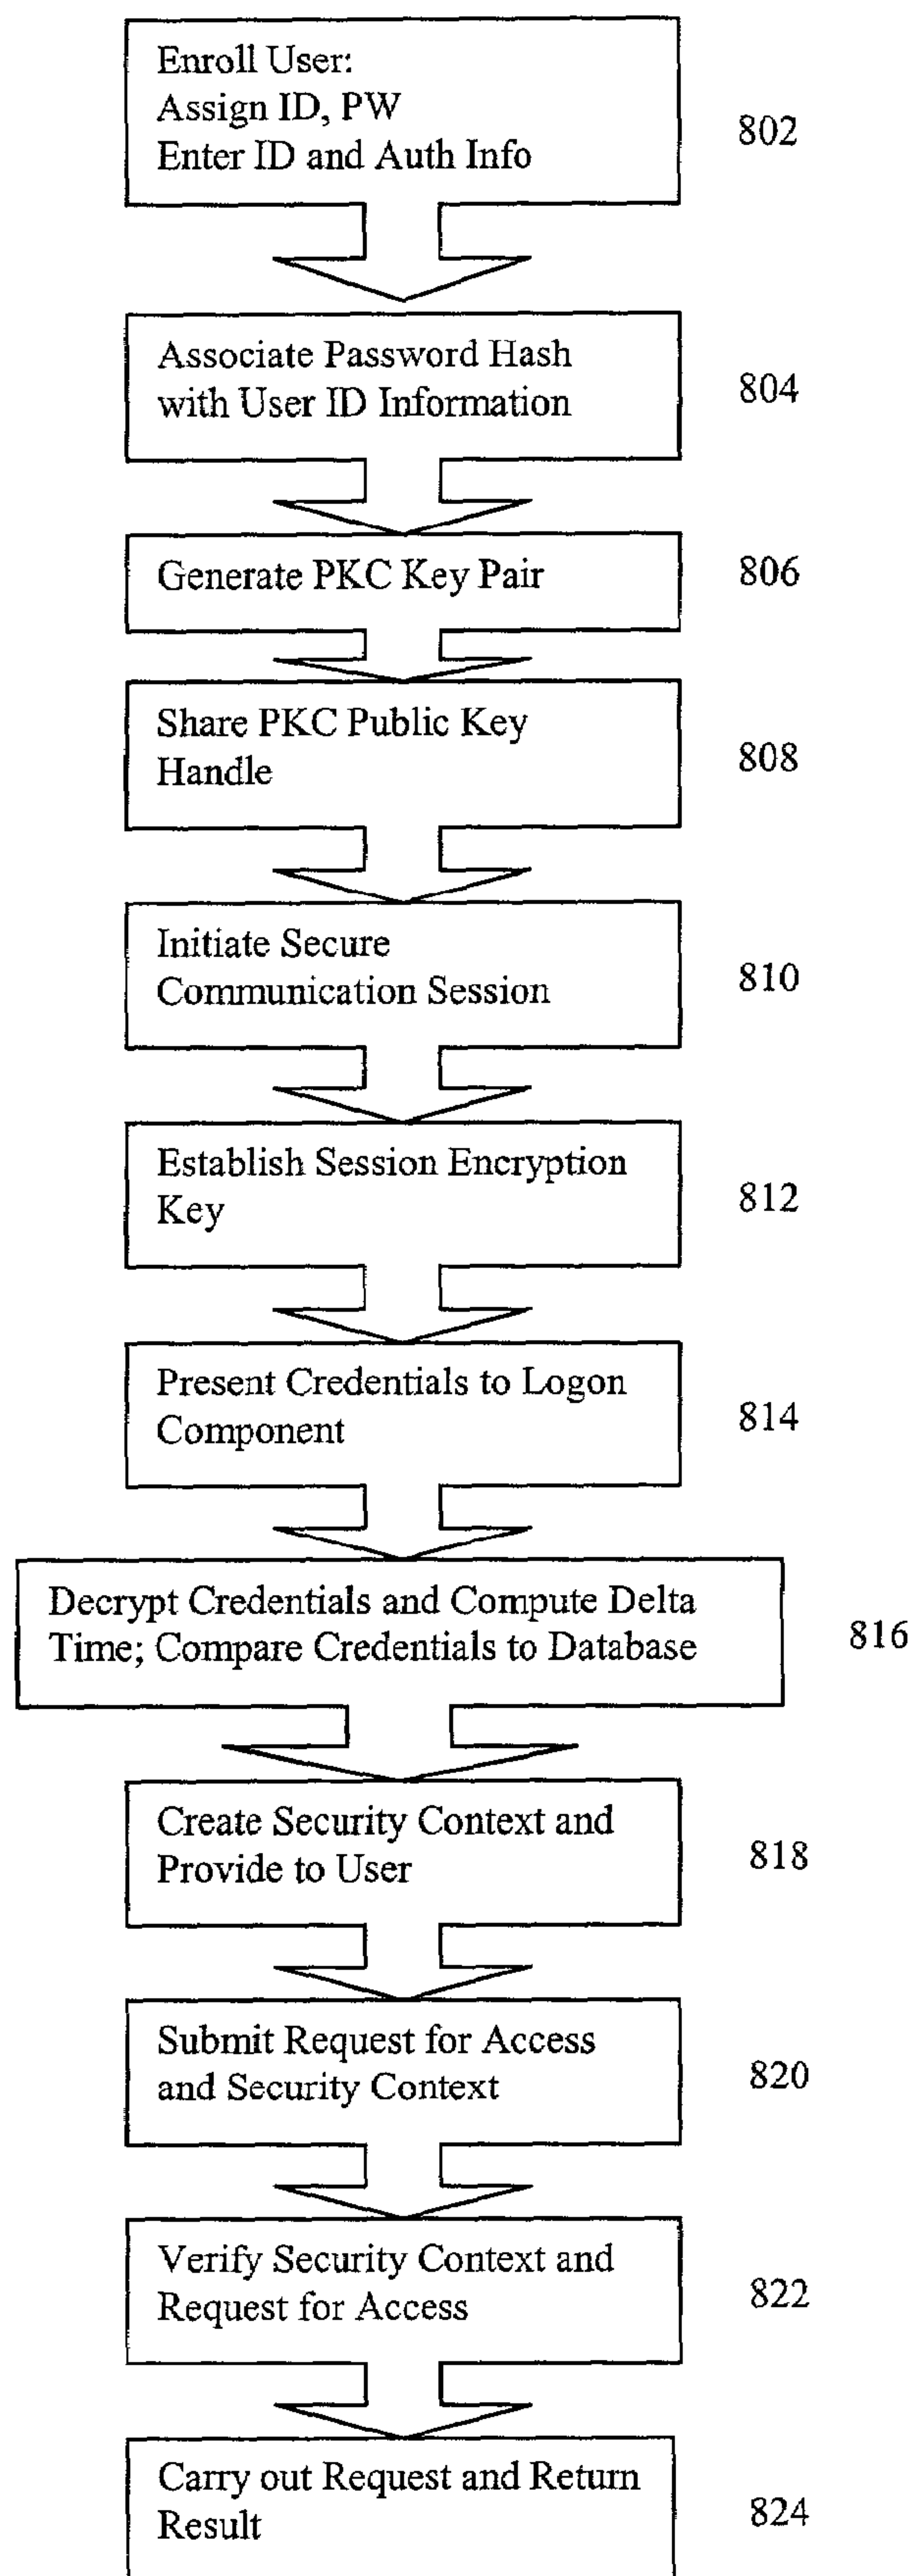 Enroll User:
Assign ID, PW
Enter ID and Auth Info
802
Associate Password Hash
with User ID Information
804
Generate PKC Key Pair
806
Share PKC Public Key
Handle
808
Initiate Secure
Communication Session
810
Establish Session Encryption
Key
812
Present Credentials to Logon
Component
814
Decrypt Credentials and Compute Delta
Time; Compare Credentials to Database
816
Create Security Context and
Provide to User
818
Submit Request for Access
and Security Context
820
Verify Security Context and
Request for Access
822
Carry out Request and Return
Result
824